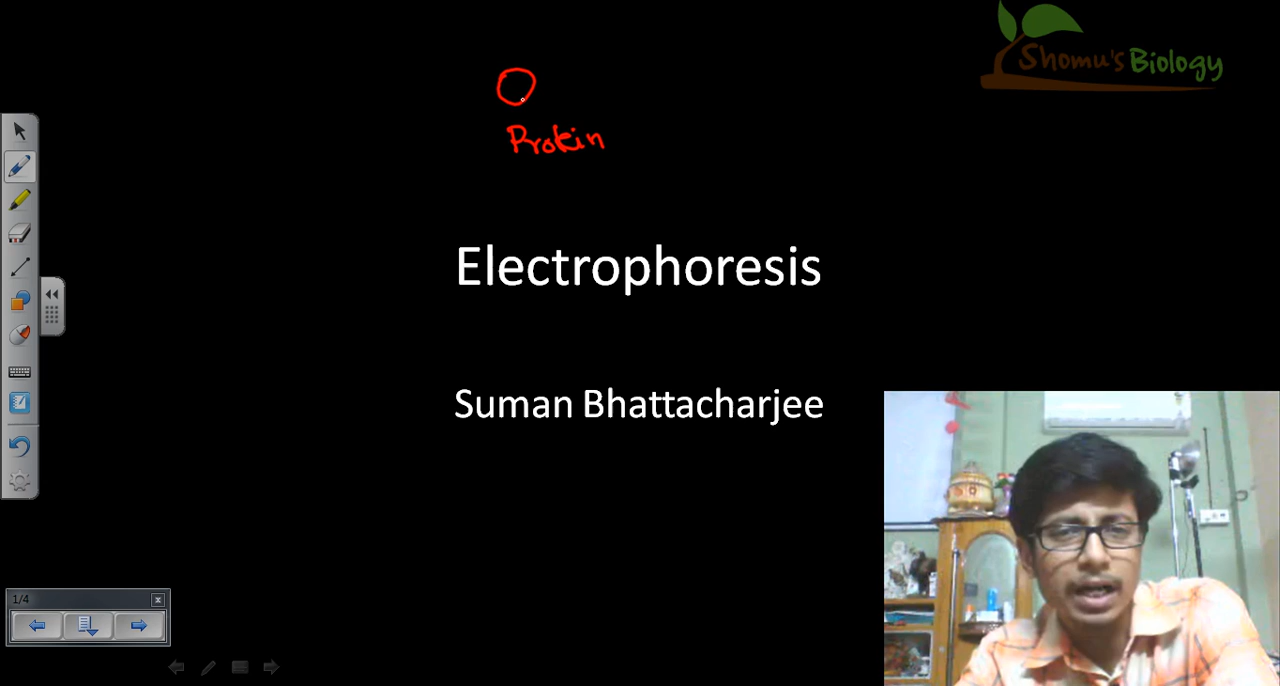 Shomu's Biology
Protein
Electrophoresis
Suman Bhattacharjee
1/4